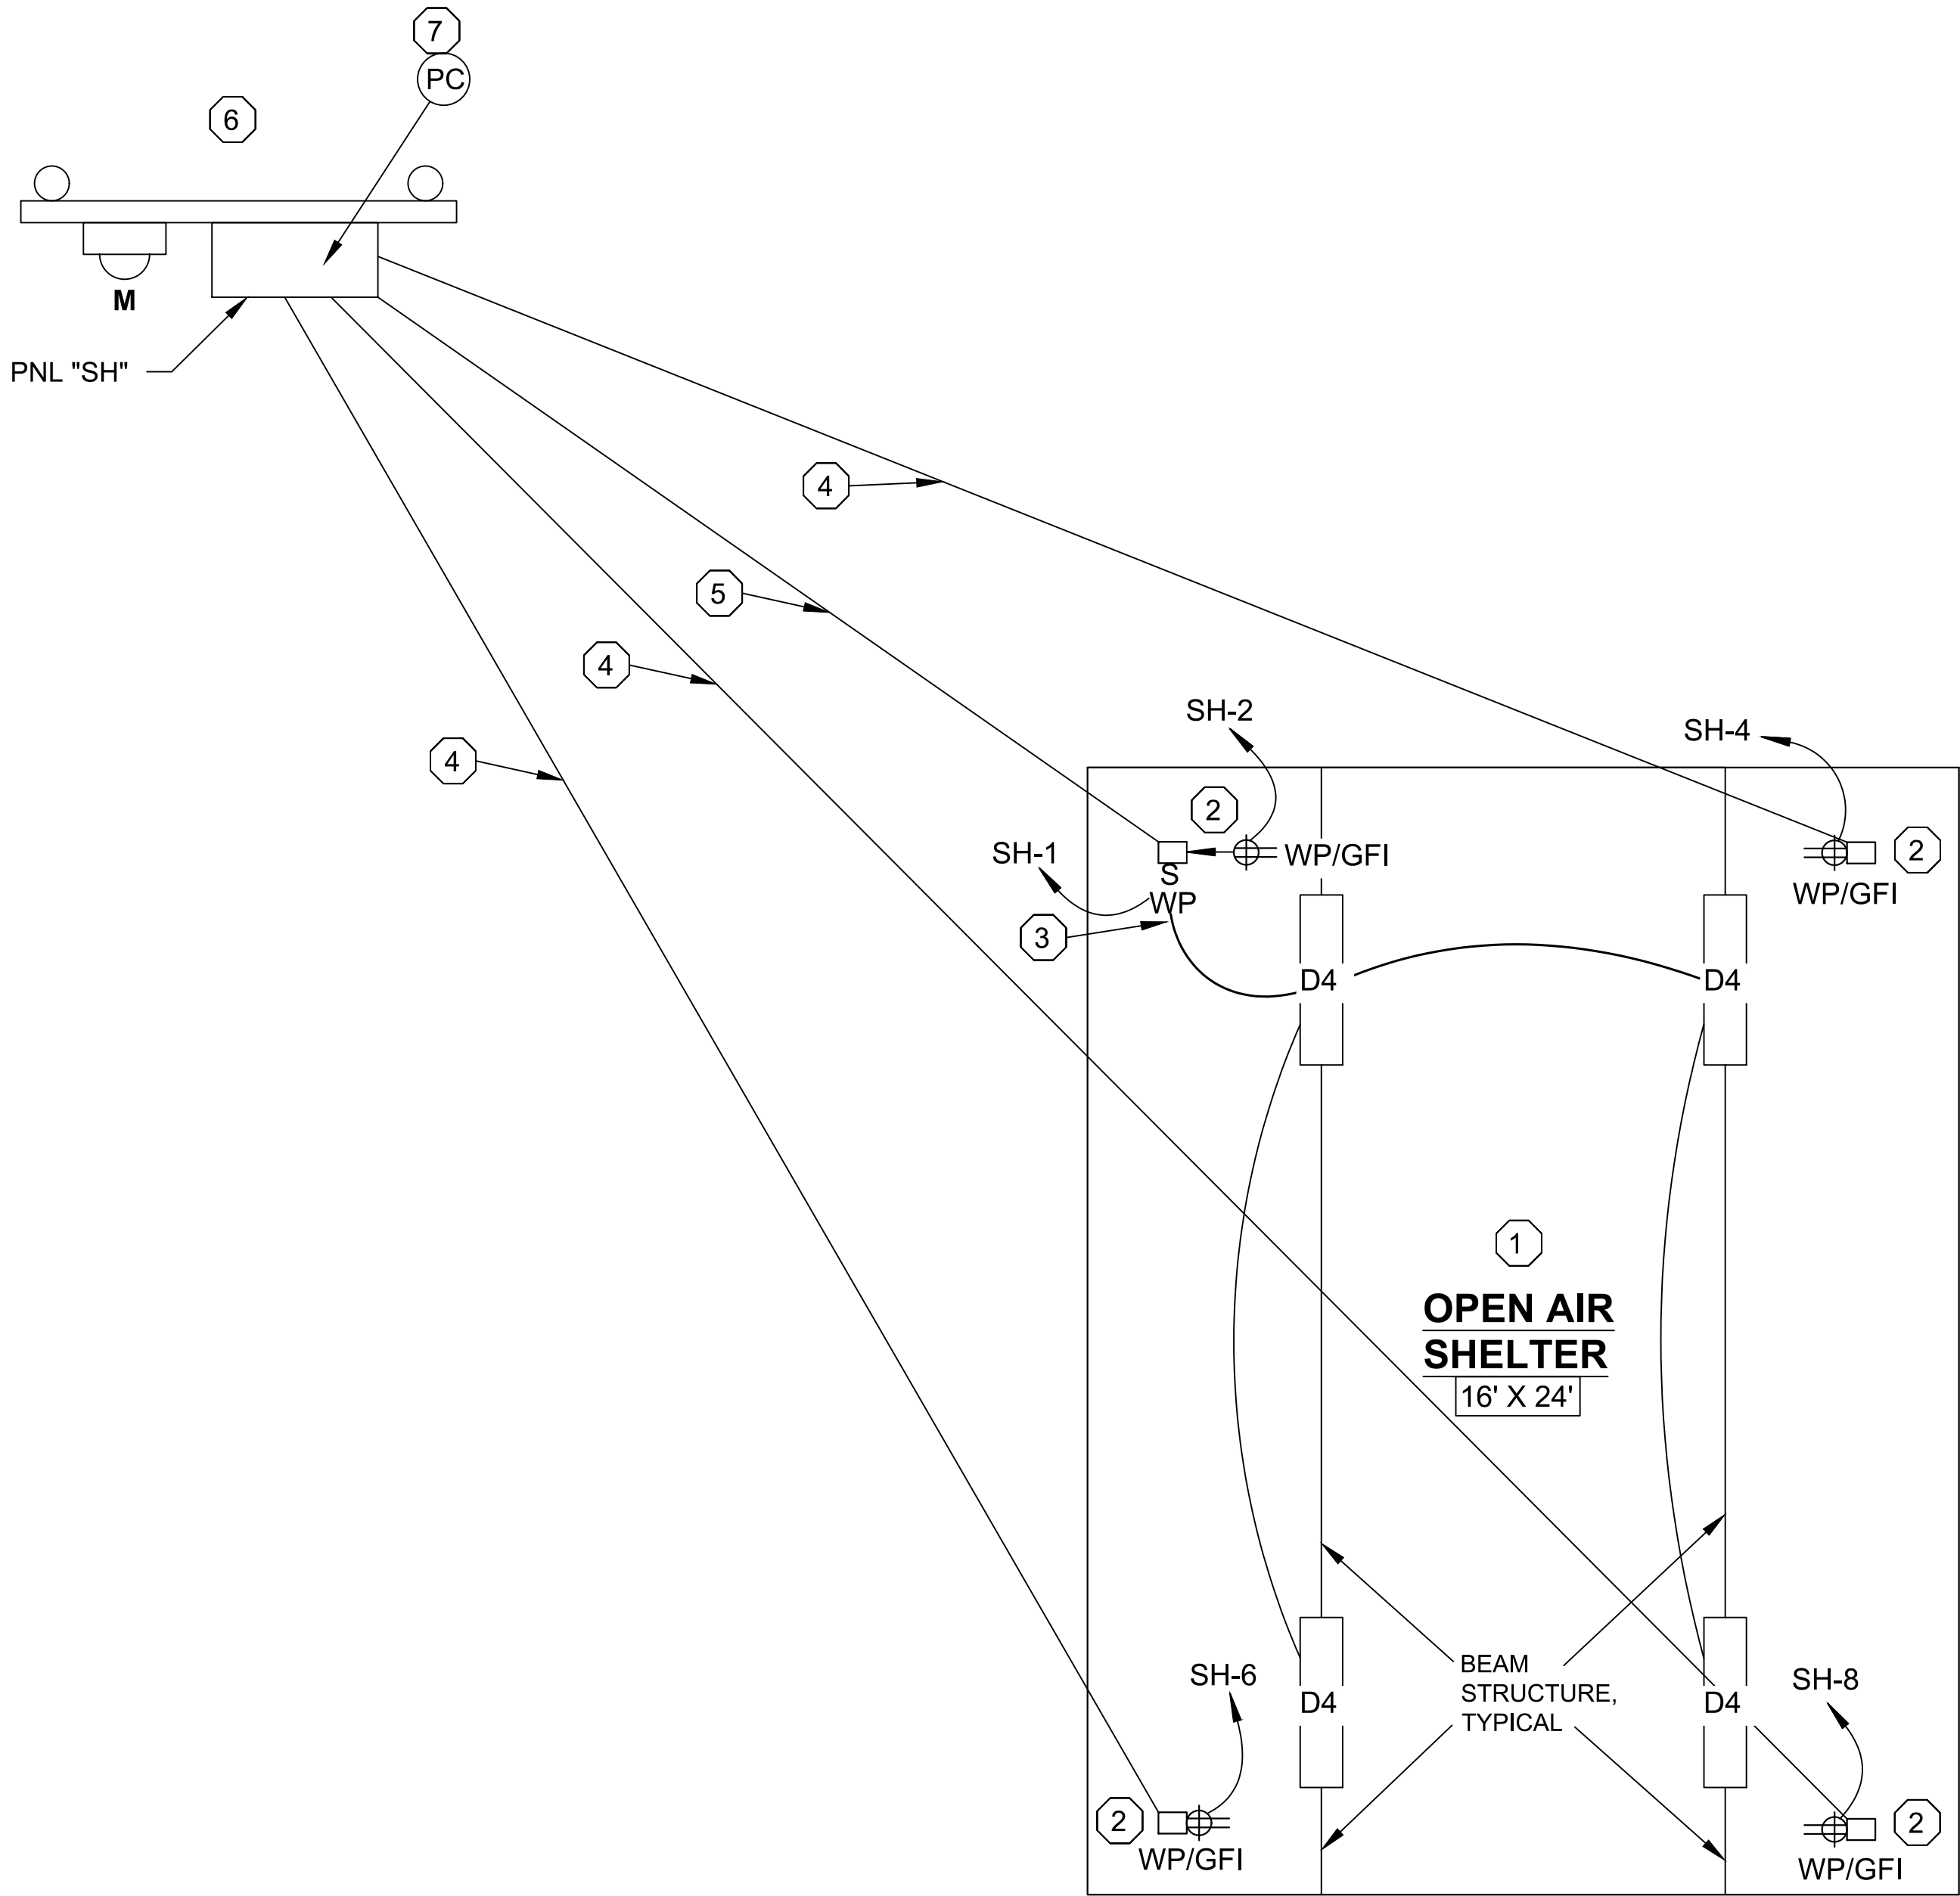 7
PC
6
M
PNL "SH"
4
5
4
4
SH-2
SH-4
2
SH-1
WP/GFI
2
S
WP
WP/GFI
3
D4
D4
1
OPEN AIR
SHELTER
16' X 24'
BEAM
STRUCTURE,
TYPICAL
SH-6
SH-8
D4
D4
2
2
WP/GFI
WP/GFI